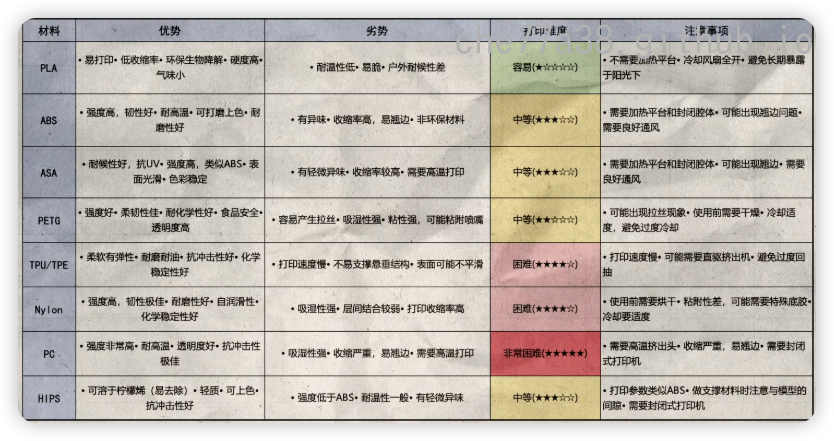 材料 优势 劣势 打印难度 注意事项
cheila38.github.io
PLA
• 易打印• 低收缩率• 环保生物降解• 硬度高•
气味小
• 耐温性低• 易脆• 户外耐候性差
容易(★☆☆☆☆)
• 不需要加热平台• 冷却风扇全开• 避免长期暴露
于阳光下
ABS
• 强度高，韧性好• 耐高温• 可打磨上色• 耐
磨性好
• 有异味• 收缩率高，易翘边• 非环保材料
中等(★★★☆☆)
• 需要加热平台和封闭腔体• 可能出现翘边问题•
需要良好通风
ASA
• 耐候性好，抗UV• 强度高，类似ABS• 表
面光滑• 色彩稳定
• 有轻微异味• 收缩率较高• 需要高温打印
中等(★★★☆☆)
• 需要加热平台和封闭腔体• 可能出现翘边• 需要
良好通风
PETG
• 强度好• 柔韧性佳• 耐化学性好• 食品安全•
透明度高
• 容易产生拉丝• 吸湿性强• 粘性强，可能粘附喷嘴
中等(★★☆☆☆)
• 可能出现拉丝现象• 使用前需要干燥• 冷却适
度，避免过度冷却
TPU/TPE
• 柔软有弹性• 耐磨耐油• 抗冲击性好• 化学
稳定性好
• 打印速度慢• 不易支撑悬垂结构• 表面可能不平滑
困难(★★★★☆)
• 打印速度慢• 可能需要直驱挤出机• 避免过度回
抽
Nylon
• 强度高，韧性极佳• 耐磨性好• 自润滑性•
化学稳定性好
• 吸湿性强• 层间结合较弱• 打印收缩率高
困难(★★★★☆)
• 使用前需要烘干• 粘附性差，可能需要特殊底胶•
冷却要适度
PC
• 强度非常高• 耐高温• 透明度好• 抗冲击性
极佳
• 吸湿性强• 收缩严重，易翘边• 需要高温打印
非常困难(★★★★★)
• 需要高温挤出头• 收缩严重，易翘边• 需要封闭
式打印机
HIPS
• 可溶于柠檬烯（易去除）• 轻质• 可上色•
抗冲击性好
• 强度低于ABS• 耐温性一般• 有轻微异味
中等(★★★☆☆)
• 打印参数类似ABS• 做支撑材料时注意与模型的
间隙• 需要封闭式打印机